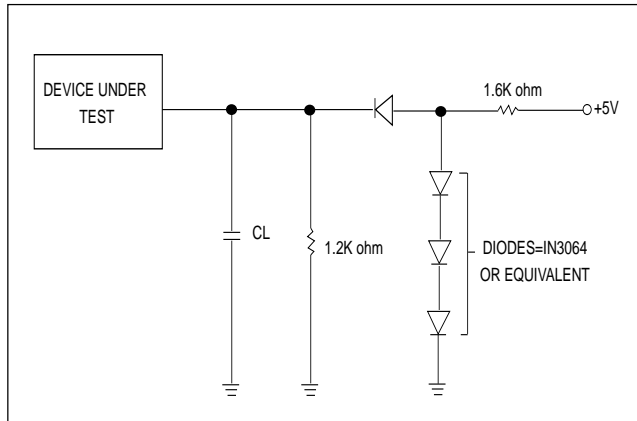 DEVICE UNDER
TEST
1.6K ohm
+5V
CL
1.2K ohm
DIODES=IN3064
OR EQUIVALENT